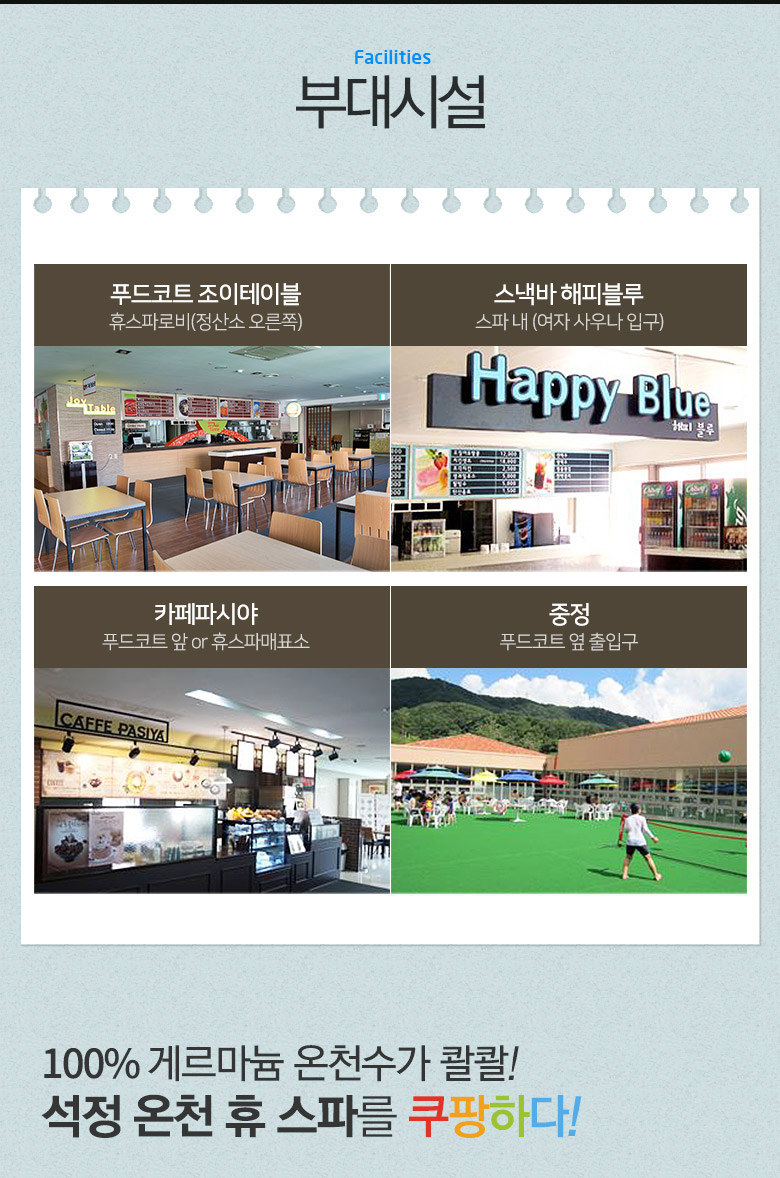 Facilities
부대시설
푸드코트 조이테이블
휴스파로비(정산소 오른쪽)
스낵바 해피블루
스파 내 (여자 사우나 입구)
Joy Table
Happy Blue
해피 블루
카페파시야
푸드코트 앞 or 휴스파매표소
중정
푸드코트 옆 출입구
CAFFE PASIYA
100% 게르마늄 온천수가 콸콸!
석정 온천 휴 스파를 쿠팡하다!